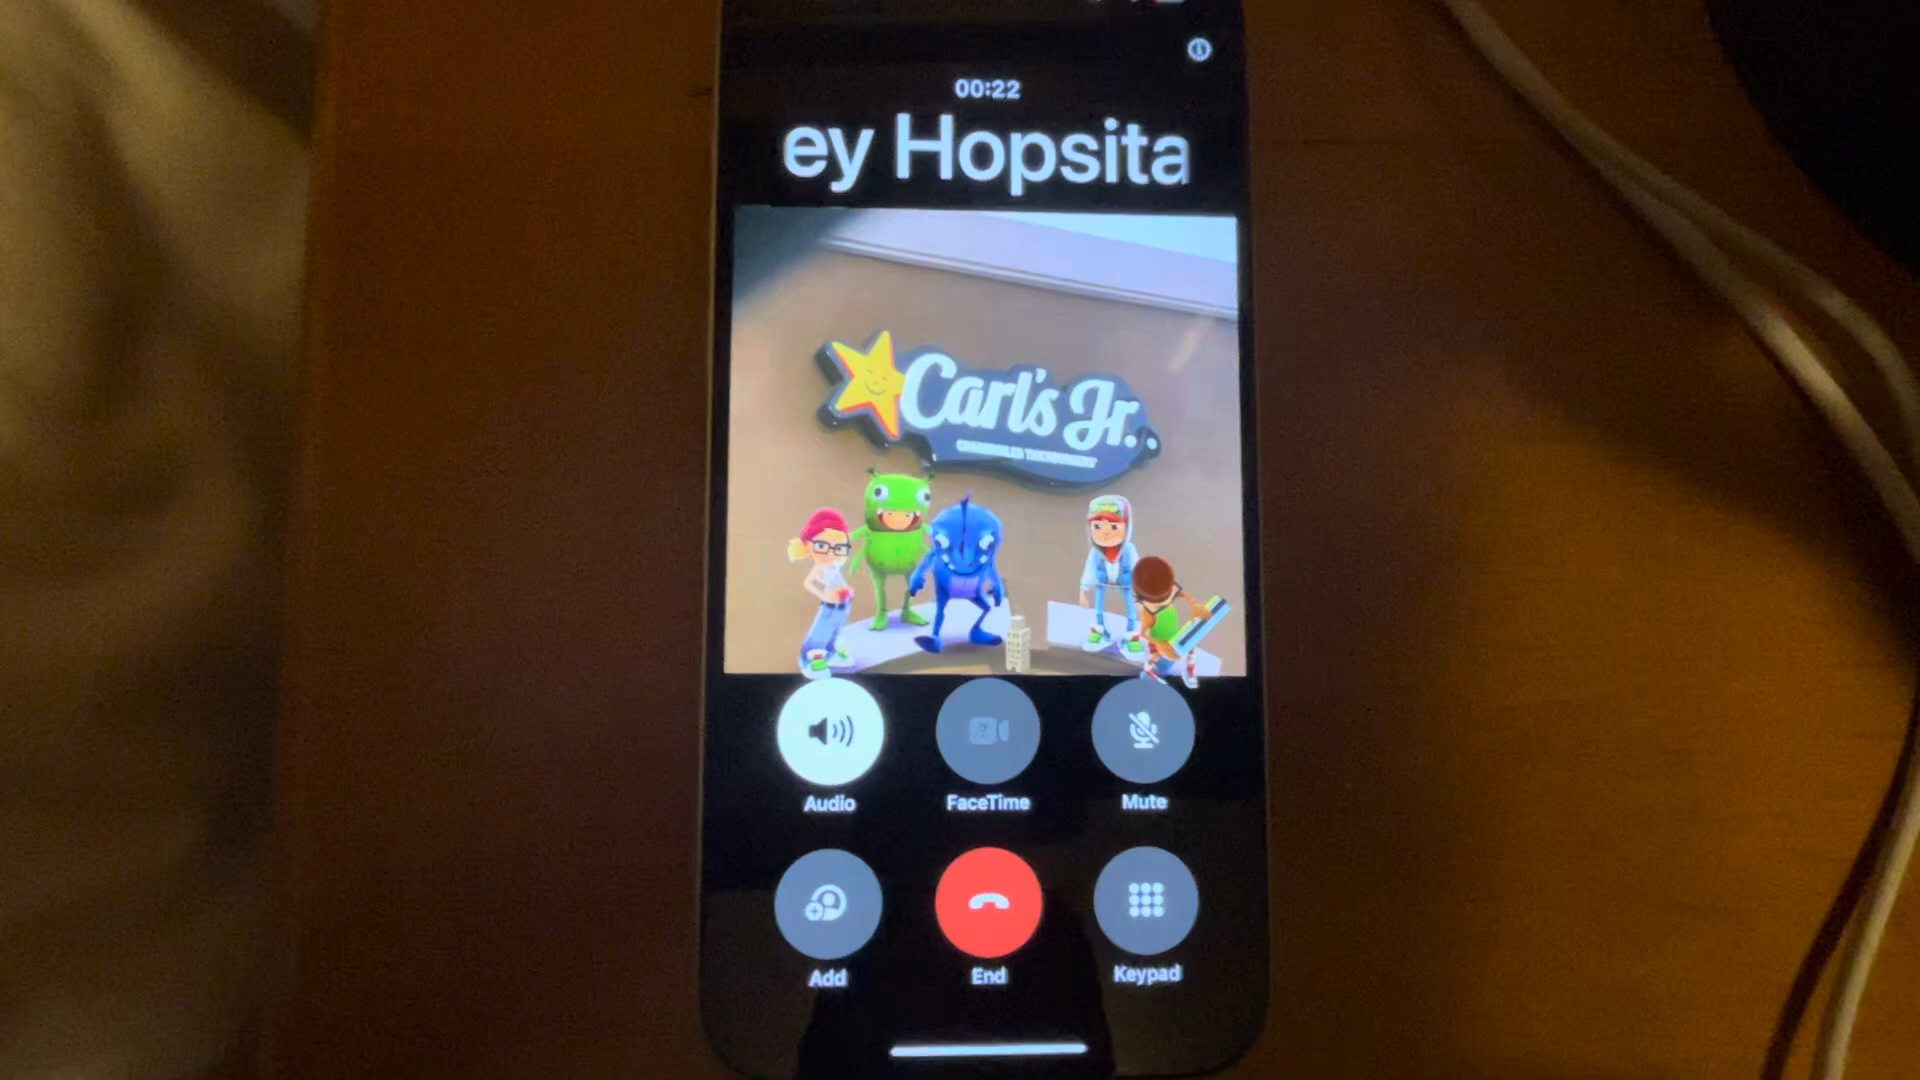 00:22
ey Hopsita
Carl's Jr.
Audio
FaceTime
Mute
Add
End
Keypad